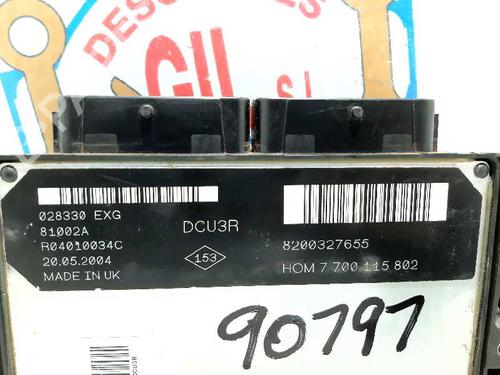 GIL
S.L
028330 EXG
81002A
R04010034C
20.05.2004
MADE IN UK
DCU3R
153
8200327655
HOM 7 700 115 802
90797
DCU3R